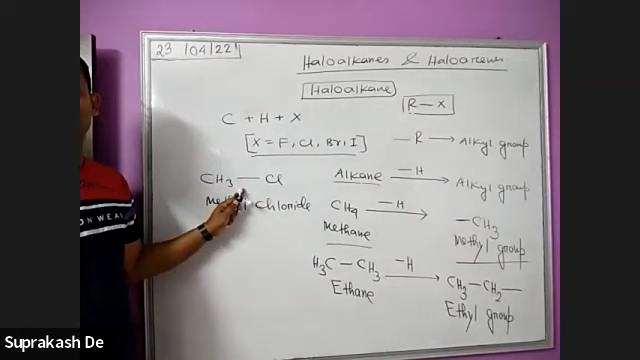 23/04/22
Haloalkanes & Haloarenes
Haloalkane
R—X
C + H + X
[X = F, Cl, Br, I]
—R → Alkyl group
CH3 — Cl
Methyl Chloride
Alkane —H → Alkyl group
CH4 —H → —CH3
Methane
Methyl group
H3C — CH3 —H → CH3—CH2—
Ethane
Ethyl group
ON WEAR
Suprakash De